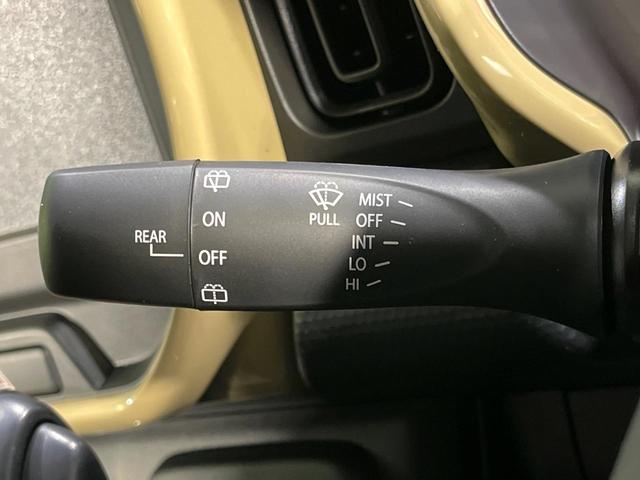 REAR
ON
OFF
PULL
MIST
OFF
INT
LO
HI